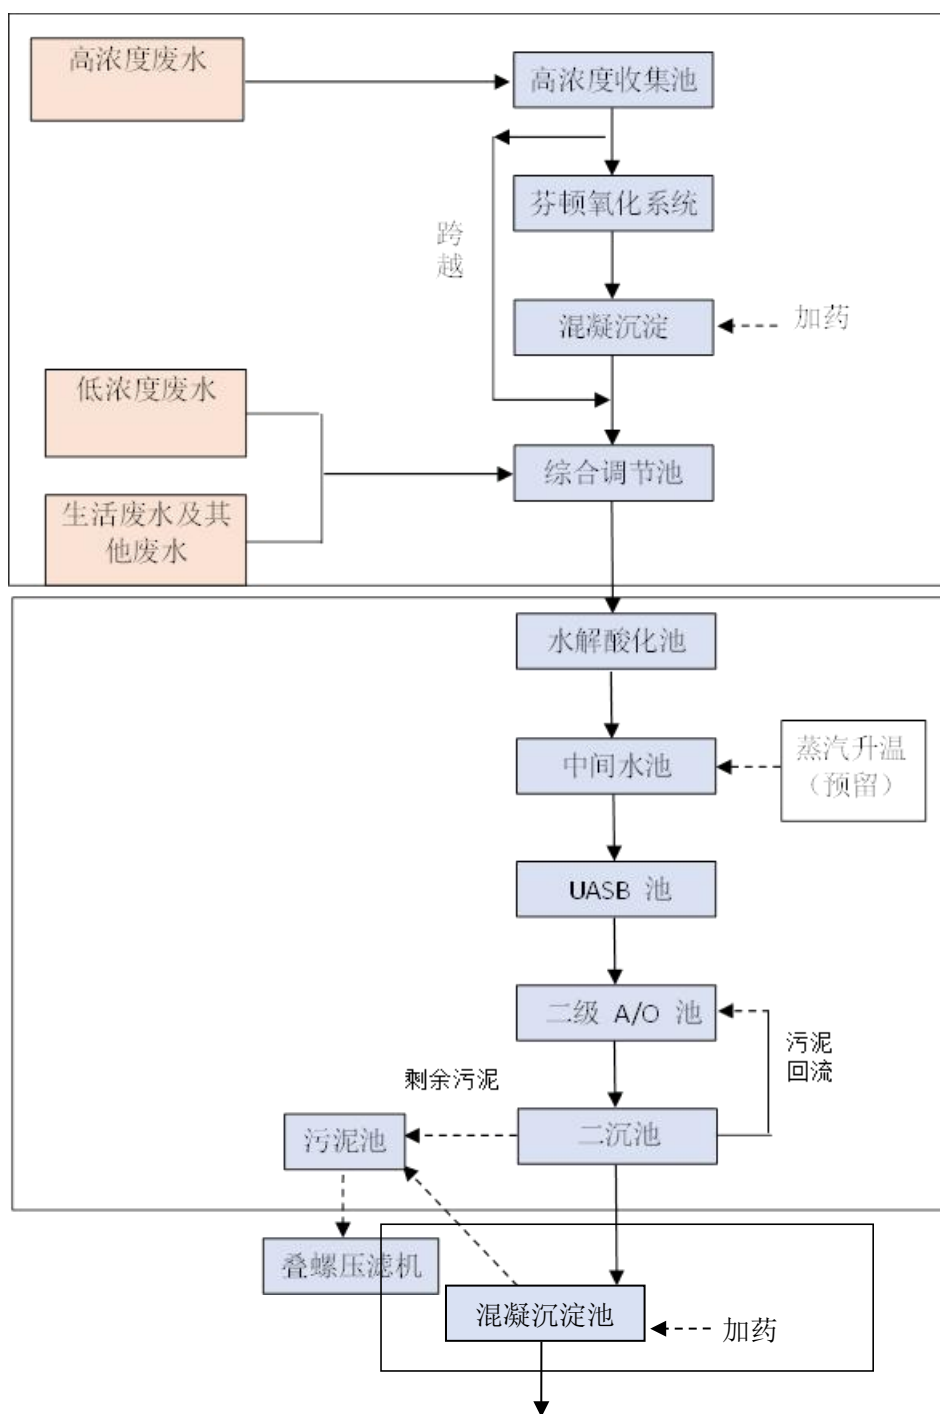 高浓度废水
高浓度收集池
芬顿氧化系统
跨
越
混凝沉淀
加药
低浓度废水
综合调节池
生活废水及其
他废水
水解酸化池
中间水池
蒸汽升温
（预留）
UASB 池
二级 A/O 池
污泥
回流
剩余污泥
污泥池
二沉池
叠螺压滤机
混凝沉淀池
加药